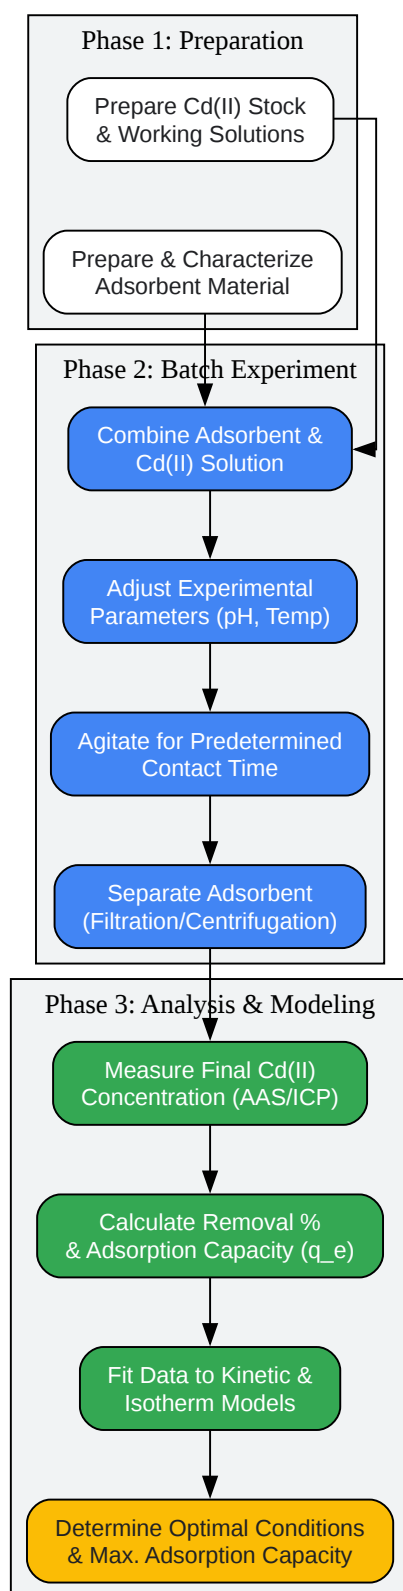 Phase 1: Preparation
Prepare Cd(II) Stock
& Working Solutions
Prepare & Characterize
Adsorbent Material
Phase 2: Batch Experiment
Combine Adsorbent &
Cd(II) Solution
Adjust Experimental
Parameters (pH, Temp)
Agitate for Predetermined
Contact Time
Separate Adsorbent
(Filtration/Centrifugation)
Phase 3: Analysis & Modeling
Measure Final Cd(II)
Concentration (AAS/ICP)
Calculate Removal %
& Adsorption Capacity (q_e)
Fit Data to Kinetic &
Isotherm Models
Determine Optimal Conditions
& Max. Adsorption Capacity